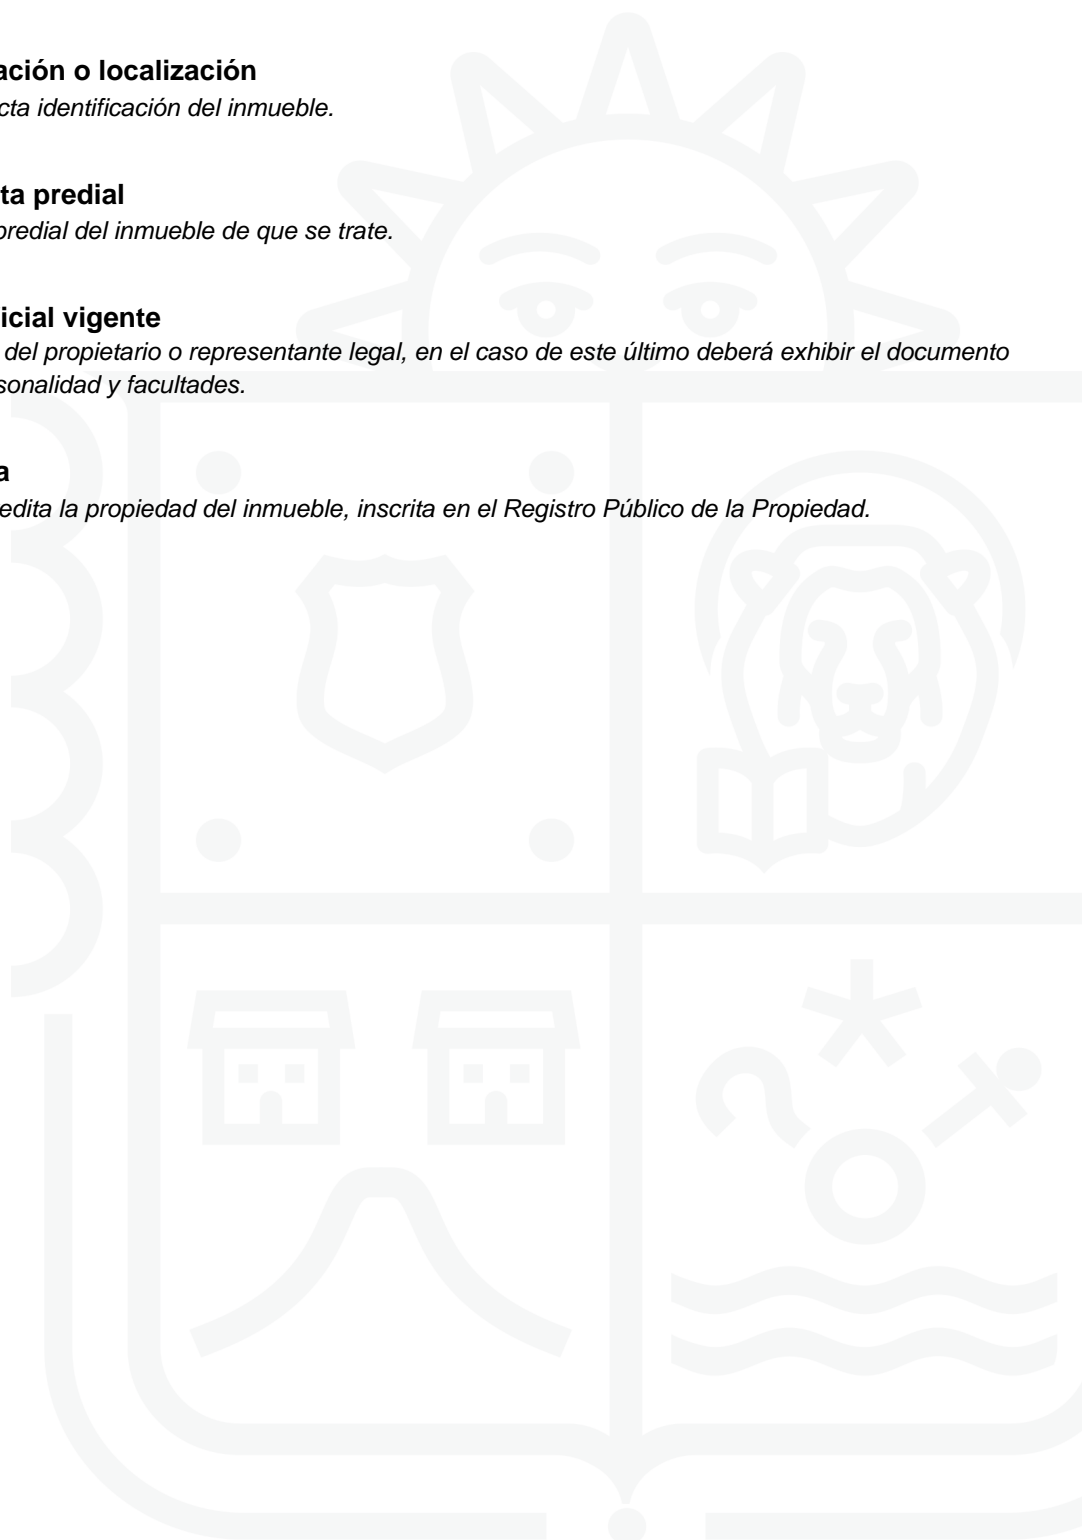 ación o localización
cta identificación del inmueble.
ta predial
predial del inmueble de que se trate.
icial vigente
del propietario o representante legal, en el caso de este último deberá exhibir el documento
sonalidad y facultades.
a
edita la propiedad del inmueble, inscrita en el Registro Público de la Propiedad.